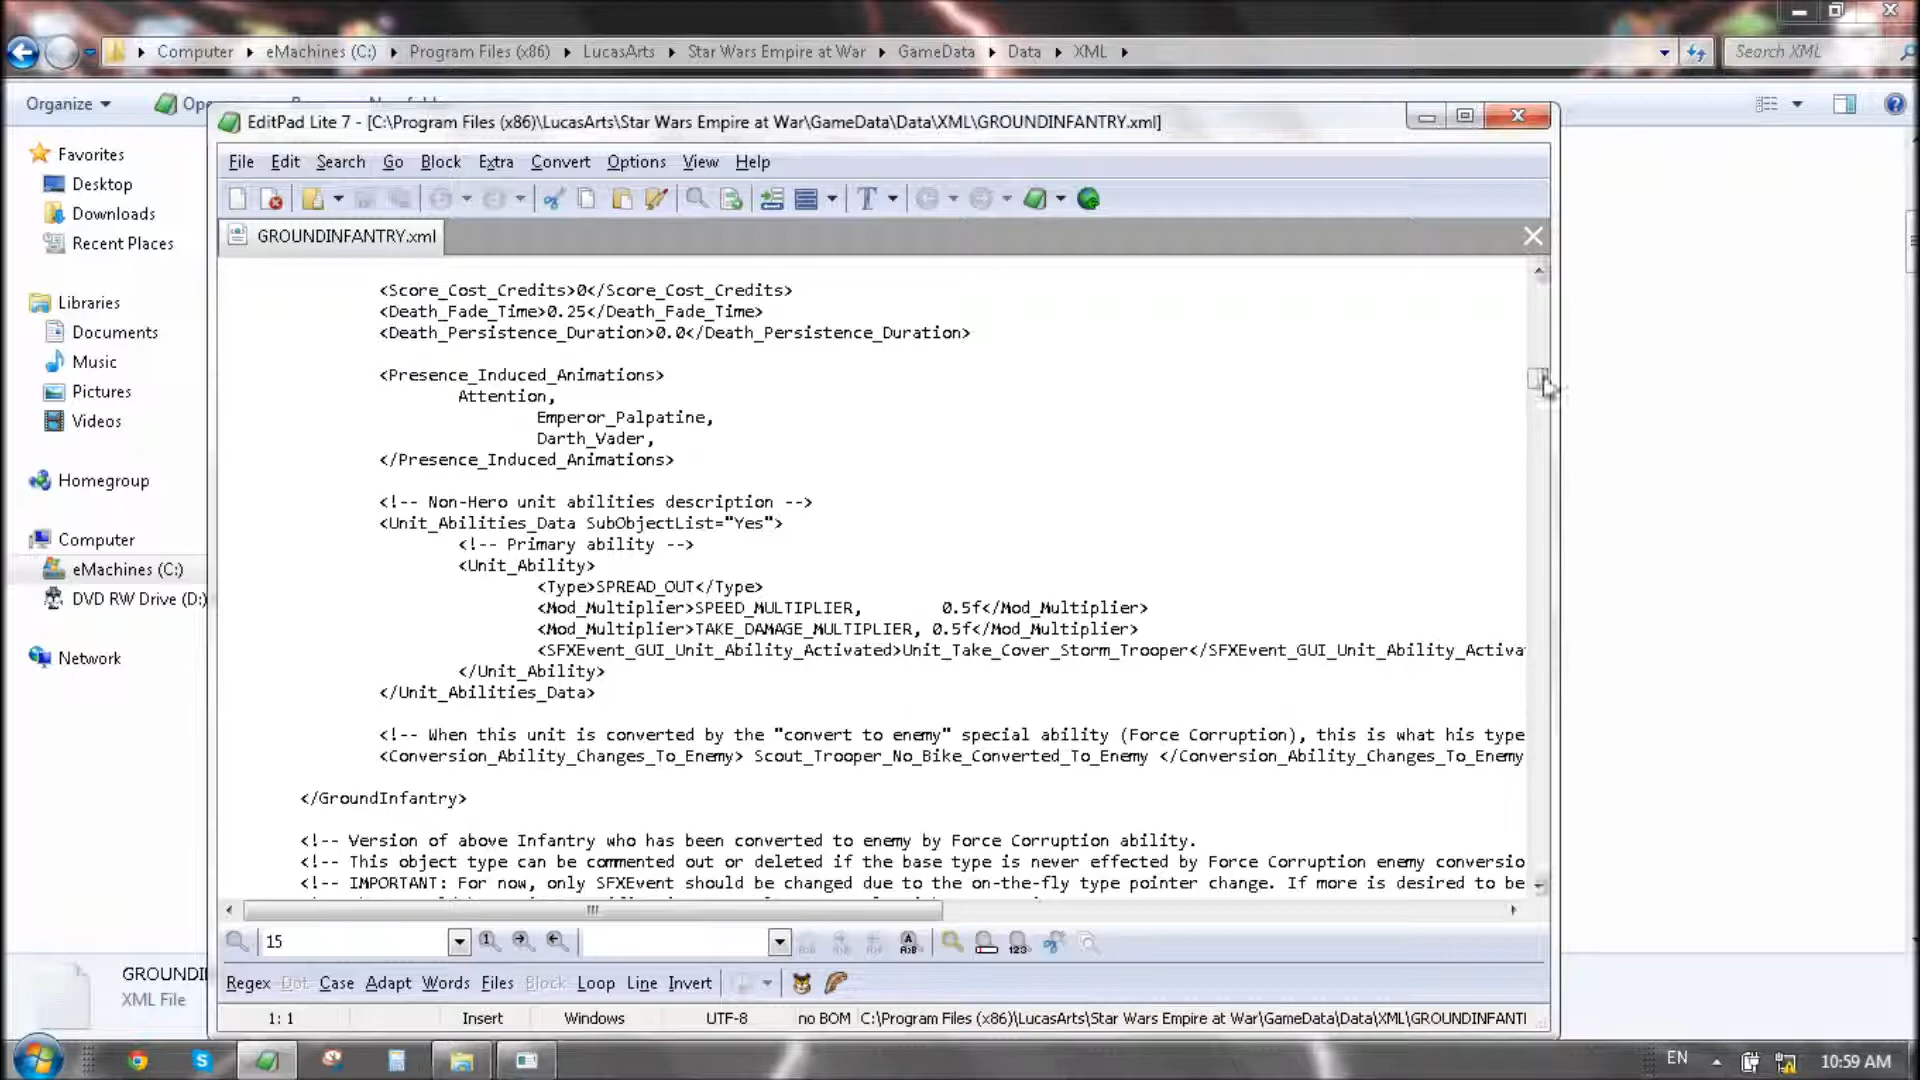 Computer eMachines (C:) Program Files (x86) LucasArts Star Wars Empire at War GameData Data XML Search XML
Organize
EditPad Lite 7 - [C:\Program Files (x86)\LucasArts\Star Wars Empire at War\GameData\Data\XML\GROUNDINFANTRY.xml]
File Edit Search Go Block Extra Convert Options View Help
GROUNDINFANTRY.xml
Favorites
Desktop
Downloads
Recent Places
Libraries
Documents
Music
Pictures
Videos
Homegroup
Computer
eMachines (C:)
DVD RW Drive (D:)
Network
<Score_Cost_Credits>0</Score_Cost_Credits>
<Death_Fade_Time>0.25</Death_Fade_Time>
<Death_Persistence_Duration>0.0</Death_Persistence_Duration>
<Presence_Induced_Animations>
Attention,
Emperor_Palpatine,
Darth_Vader,
</Presence_Induced_Animations>
<!-- Non-Hero unit abilities description -->
<Unit_Abilities_Data SubObjectList="Yes">
<!-- Primary ability -->
<Unit_Ability>
<Type>SPREAD_OUT</Type>
<Mod_Multiplier>SPEED_MULTIPLIER, 0.5f</Mod_Multiplier>
<Mod_Multiplier>TAKE_DAMAGE_MULTIPLIER, 0.5f</Mod_Multiplier>
<SFXEvent_GUI_Unit_Ability_Activated>Unit_Take_Cover_Storm_Trooper</SFXEvent_GUI_Unit_Ability_Activa
</Unit_Ability>
</Unit_Abilities_Data>
<!-- When this unit is converted by the "convert to enemy" special ability (Force Corruption), this is what his type
<Conversion_Ability_Changes_To_Enemy> Scout_Trooper_No_Bike_Converted_To_Enemy </Conversion_Ability_Changes_To_Enemy
</GroundInfantry>
<!-- Version of above Infantry who has been converted to enemy by Force Corruption ability.
<!-- This object type can be commented out or deleted if the base type is never effected by Force Corruption enemy conversio
<!-- IMPORTANT: For now, only SFXEvent should be changed due to the on-the-fly type pointer change. If more is desired to be
15
Regex Dot Case Adapt Words Files Block Loop Line Invert
1: 1 Insert Windows UTF-8 no BOM C:\Program Files (x86)\LucasArts\Star Wars Empire at War\GameData\Data\XML\GROUNDINFANTI
GROUNDI
XML File
EN 10:59 AM